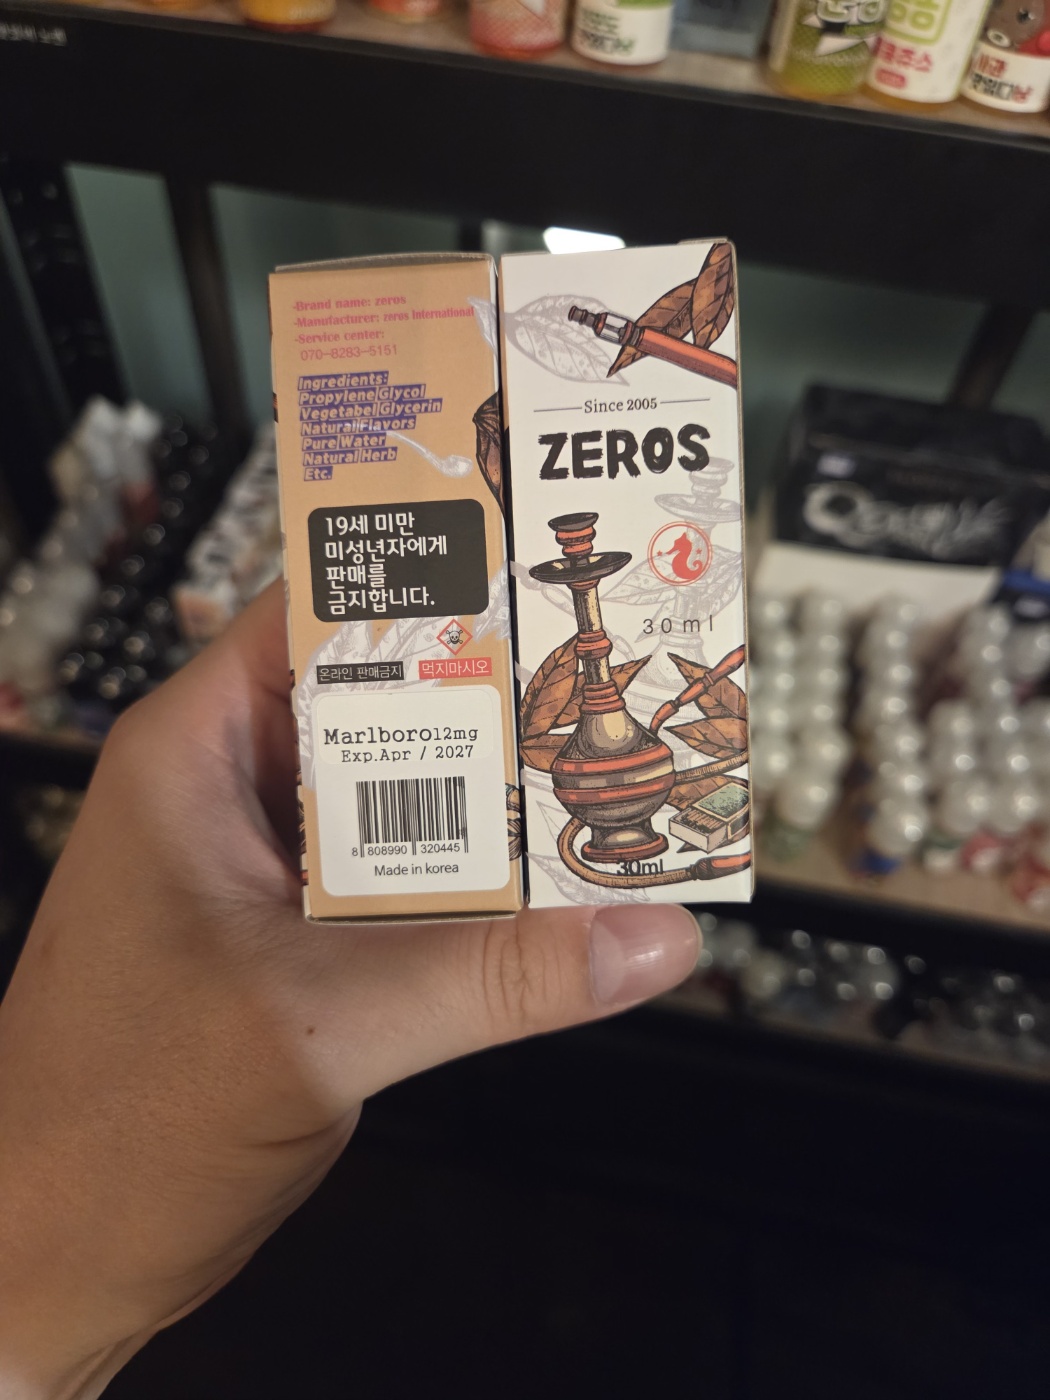 -Brand name: zeros
-Manufacturer: zeros international
-Service center:
070-8283-5151
Ingredients:
Propylene Glycol
Vegetabel Glycerin
Natural Flavors
Pure Water
Natural Herb
Etc.
19세 미만
미성년자에게
판매를
금지합니다.
온라인 판매금지
먹지마시오
Marlboro12mg
Exp.Apr / 2027
8 808990 320445
Made in korea
Since 2005
ZEROS
30ml
30ml